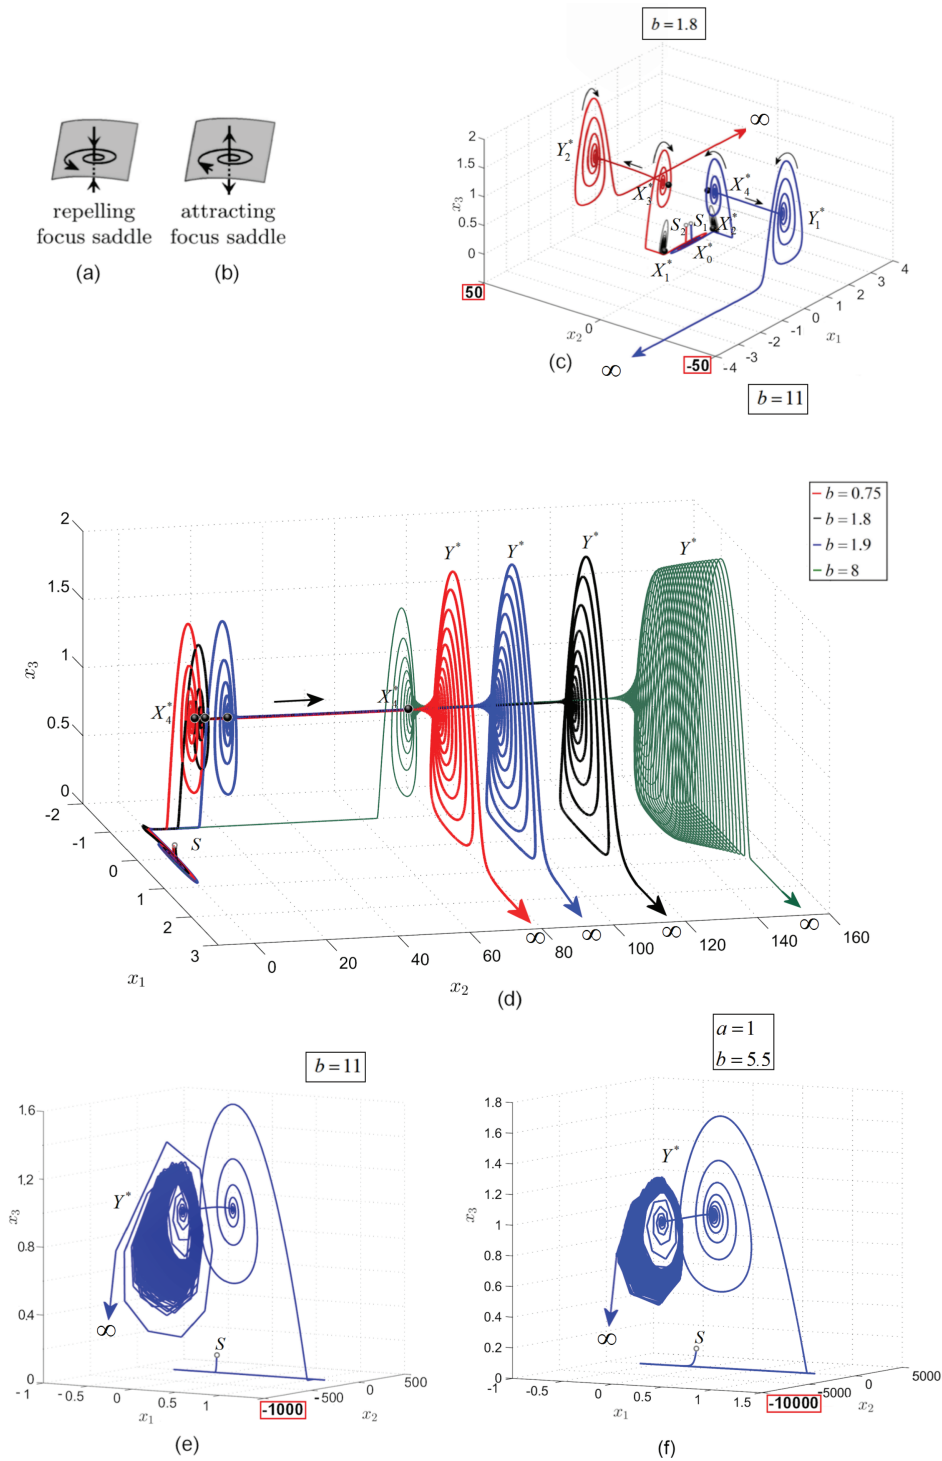 repelling
focus saddle
(a)
attracting
focus saddle
(b)
b = 1.8
∞
Y₂*
X₃*
X₄*
Y₁*
S₂
S₁
X₂*
X₁*
X₀*
x₃
2
1.5
1
0.5
0
50
x₂
0
-50
-4
-3
-2
-1
0
1
2
3
4
x₁
∞
(c)
b = 11
b = 0.75
b = 1.8
b = 1.9
b = 8
Y*
Y*
Y*
Y*
X₄*
X₄*
S
x₃
2
1.5
1
0.5
0
-2
-1
0
1
2
3
x₁
0
20
40
60
80
100
120
140
160
x₂
∞
∞
∞
∞
(d)
b = 11
1.6
1.2
0.8
0.4
0
x₃
Y*
∞
S
-1
-0.5
0
0.5
1
x₁
-1000
0
500
x₂
(e)
a = 1
b = 5.5
1.8
1.6
1.4
1.2
1
0.8
0.6
0.4
0.2
0
x₃
Y*
∞
S
-1
-0.5
0
0.5
1
1.5
x₁
-10000
-5000
0
5000
x₂
(f)